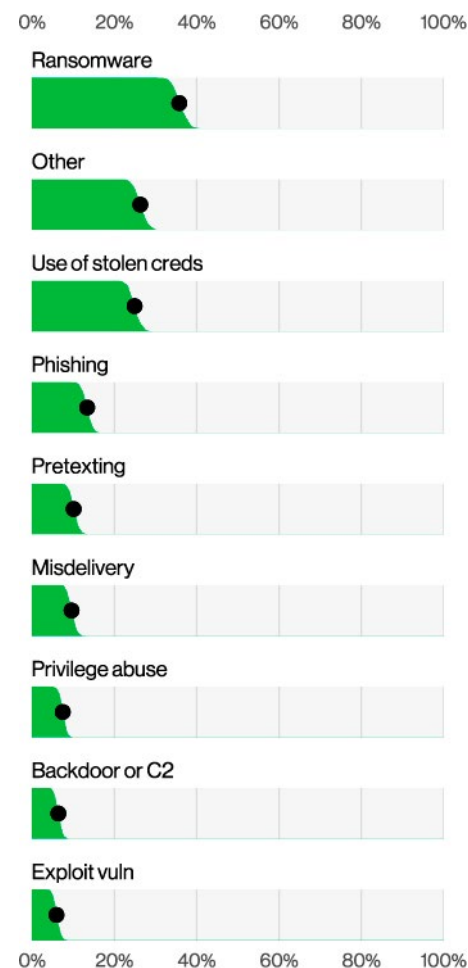 0% 20% 40% 60% 80% 100%
Ransomware
Other
Use of stolen creds
Phishing
Pretexting
Misdelivery
Privilege abuse
Backdoor or C2
Exploit vuln
0% 20% 40% 60% 80% 100%